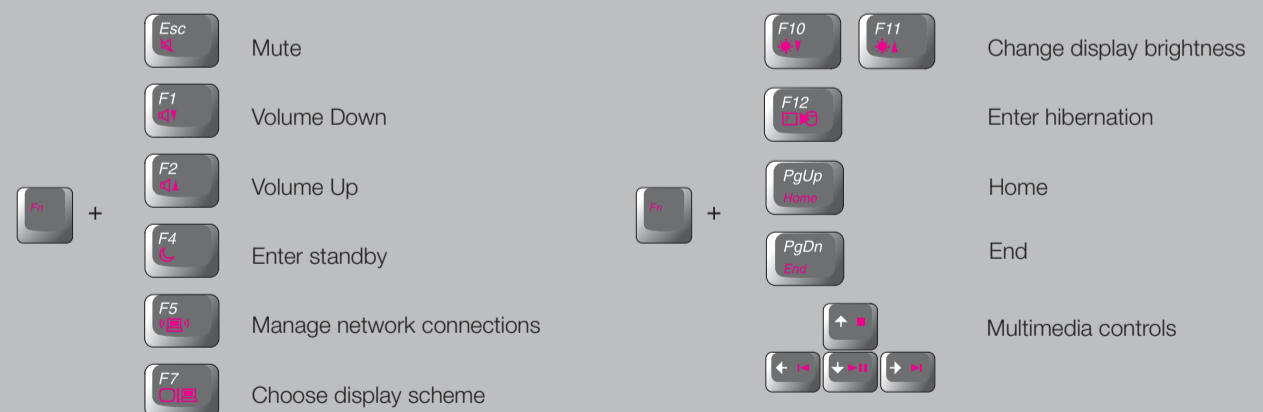 Esc
Mute
F1
Volume Down
F2
Volume Up
Fn +
F4
Enter standby
F5
Manage network connections
F7
Choose display scheme
F10 F11
Change display brightness
F12
Enter hibernation
PgUp
Home
Home
Fn +
PgDn
End
End
Multimedia controls